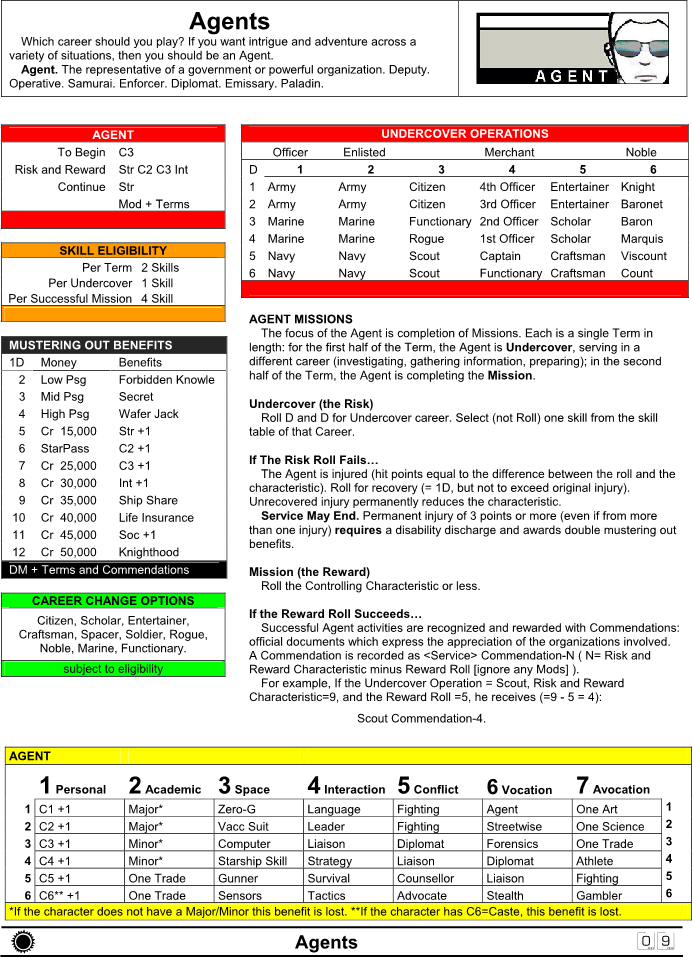 Agents
Which career should you play? If you want intrigue and adventure across a
variety of situations, then you should be an Agent.
Agent. The representative of a government or powerful organization. Deputy.
Operative. Samurai. Enforcer. Diplomat. Emissary. Paladin.
AGENT
AGENT
To Begin C3
Risk and Reward Str C2 C3 Int
Continue Str
Mod + Terms
SKILL ELIGIBILITY
Per Term 2 Skills
Per Undercover 1 Skill
Per Successful Mission 4 Skill
MUSTERING OUT BENEFITS
1D Money Benefits
2 Low Psg Forbidden Knowle
3 Mid Psg Secret
4 High Psg Wafer Jack
5 Cr 15,000 Str +1
6 StarPass C2 +1
7 Cr 25,000 C3 +1
8 Cr 30,000 Int +1
9 Cr 35,000 Ship Share
10 Cr 40,000 Life Insurance
11 Cr 45,000 Soc +1
12 Cr 50,000 Knighthood
DM + Terms and Commendations
CAREER CHANGE OPTIONS
Citizen, Scholar, Entertainer,
Craftsman, Spacer, Soldier, Rogue,
Noble, Marine, Functionary.
subject to eligibility
UNDERCOVER OPERATIONS
Officer Enlisted Merchant Noble
D 1 2 3 4 5 6
1 Army Army Citizen 4th Officer Entertainer Knight
2 Army Army Citizen 3rd Officer Entertainer Baronet
3 Marine Marine Functionary 2nd Officer Scholar Baron
4 Marine Marine Rogue 1st Officer Scholar Marquis
5 Navy Navy Scout Captain Craftsman Viscount
6 Navy Navy Scout Functionary Craftsman Count
AGENT MISSIONS
The focus of the Agent is completion of Missions. Each is a single Term in
length: for the first half of the Term, the Agent is Undercover, serving in a
different career (investigating, gathering information, preparing); in the second
half of the Term, the Agent is completing the Mission.
Undercover (the Risk)
Roll D and D for Undercover career. Select (not Roll) one skill from the skill
table of that Career.
If The Risk Roll Fails…
The Agent is injured (hit points equal to the difference between the roll and the
characteristic). Roll for recovery (= 1D, but not to exceed original injury).
Unrecovered injury permanently reduces the characteristic.
Service May End. Permanent injury of 3 points or more (even if from more
than one injury) requires a disability discharge and awards double mustering out
benefits.
Mission (the Reward)
Roll the Controlling Characteristic or less.
If the Reward Roll Succeeds…
Successful Agent activities are recognized and rewarded with Commendations:
official documents which express the appreciation of the organizations involved.
A Commendation is recorded as <Service> Commendation-N ( N= Risk and
Reward Characteristic minus Reward Roll [ignore any Mods] ).
For example, If the Undercover Operation = Scout, Risk and Reward
Characteristic=9, and the Reward Roll =5, he receives (=9 - 5 = 4):
Scout Commendation-4.
AGENT
1 Personal 2 Academic 3 Space 4 Interaction 5 Conflict 6 Vocation 7 Avocation
1 C1 +1 Major* Zero-G Language Fighting Agent One Art 1
2 C2 +1 Major* Vacc Suit Leader Fighting Streetwise One Science 2
3 C3 +1 Minor* Computer Liaison Diplomat Forensics One Trade 3
4 C4 +1 Minor* Starship Skill Strategy Liaison Diplomat Athlete 4
5 C5 +1 One Trade Gunner Survival Counsellor Liaison Fighting 5
6 C6** +1 One Trade Sensors Tactics Advocate Stealth Gambler 6
*If the character does not have a Major/Minor this benefit is lost. **If the character has C6=Caste, this benefit is lost.
Agents
09